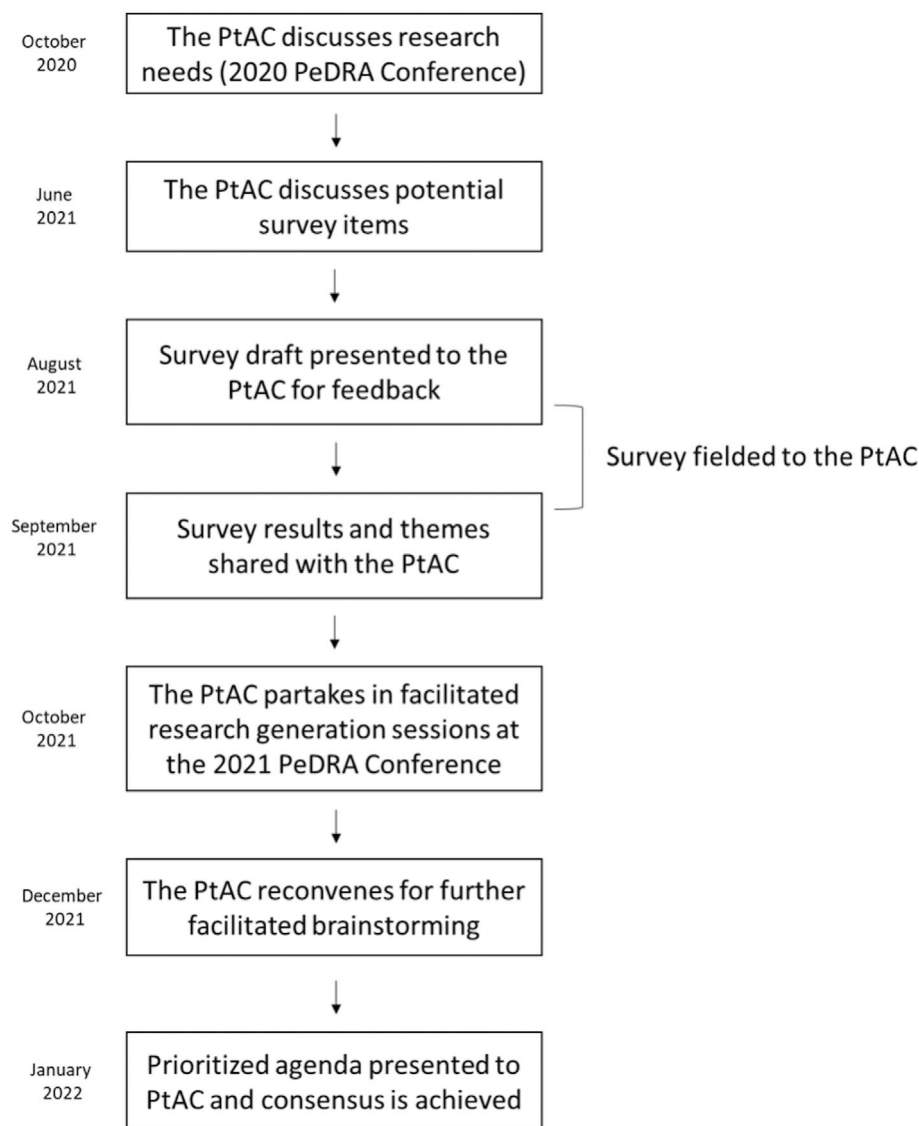 October
2020
The PtAC discusses research
needs (2020 PeDRA Conference)
June
2021
The PtAC discusses potential
survey items
August
2021
Survey draft presented to the
PtAC for feedback
Survey fielded to the PtAC
September
2021
Survey results and themes
shared with the PtAC
October
2021
The PtAC partakes in facilitated
research generation sessions at
the 2021 PeDRA Conference
December
2021
The PtAC reconvenes for further
facilitated brainstorming
January
2022
Prioritized agenda presented to
PtAC and consensus is achieved